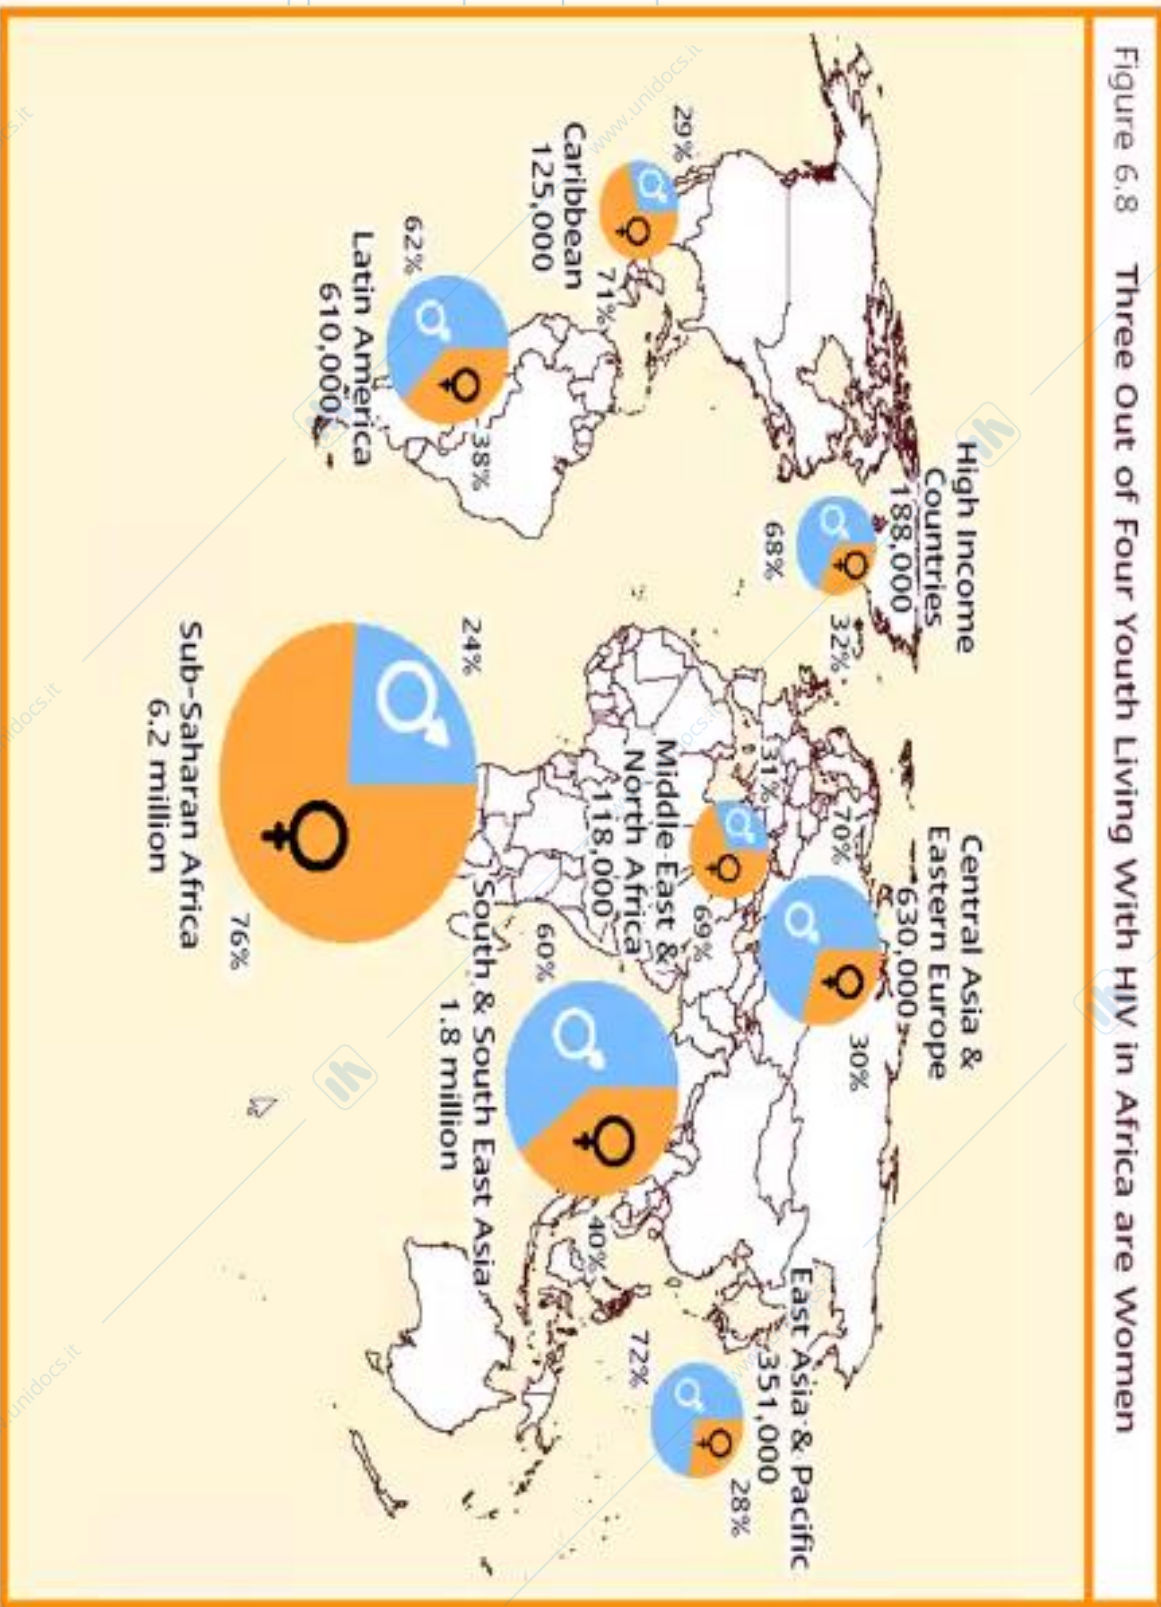 Figure 6.8 Three Out of Four Youth Living With HIV in Africa are Women
High Income
Countries
188,000
68%
32%
Central Asia &
Eastern Europe
630,000
70%
30%
East Asia & Pacific
351,000
72%
28%
29%
71%
Caribbean
125,000
31%
69%
Middle East &
North Africa
118,000
62%
38%
Latin America
610,000
60%
40%
South & South East Asia
1.8 million
24%
76%
Sub-Saharan Africa
6.2 million
www.unidocs.it